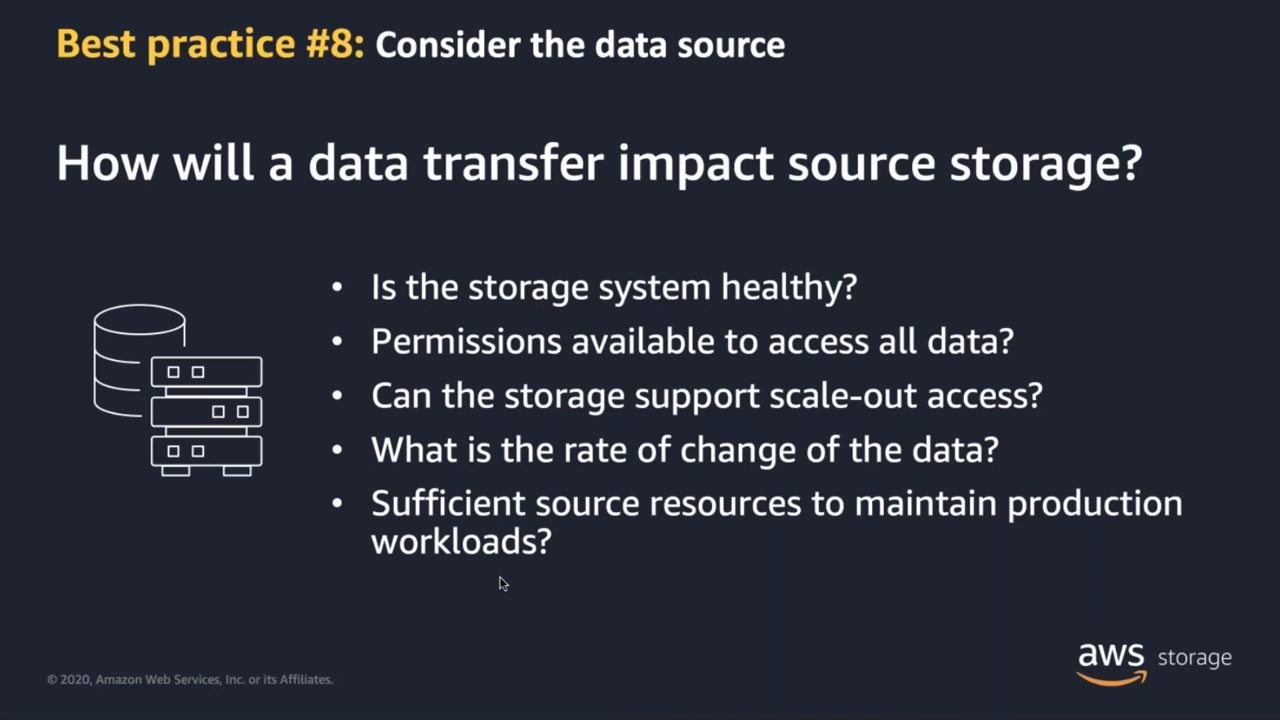 Best practice #8: Consider the data source
How will a data transfer impact source storage?
• Is the storage system healthy?
• Permissions available to access all data?
• Can the storage support scale-out access?
• What is the rate of change of the data?
• Sufficient source resources to maintain production
workloads?
aws storage
© 2020, Amazon Web Services, Inc. or its Affiliates.